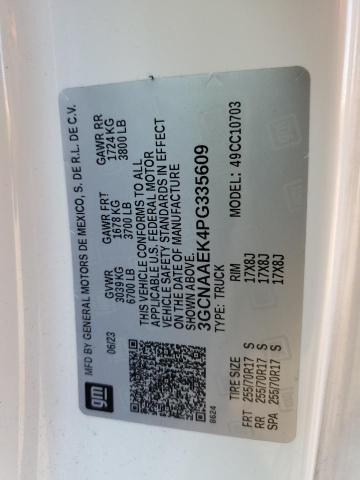 gm
MFD BY GENERAL MOTORS DE MEXICO, S. DE R.L. DE C.V.
06/23 GVWR GAWR FRT GAWR RR
3039 KG 1678 KG 1724 KG
6700 LB 3700 LB 3800 LB
THIS VEHICLE CONFORMS TO ALL
APPLICABLE U.S. FEDERAL MOTOR
VEHICLE SAFETY STANDARDS IN EFFECT
ON THE DATE OF MANUFACTURE
SHOWN ABOVE.
3GCNAAEK4PG335609
TYPE: TRUCK MODEL: 49CC10703
8624
TIRE SIZE RIM
FRT 255/70R17 S 17X8J
RR 255/70R17 S 17X8J
SPA 255/70R17 S 17X8J